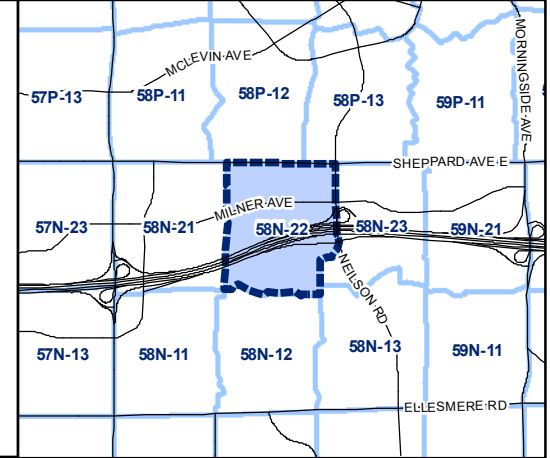 MCLEVIN AVE
MORNINGSIDE AVE
57P-13
58P-11
58P-12
58P-13
59P-11
SHEPPARD AVE E
MILNER AVE
57N-23
58N-21
58N-22
58N-23
59N-21
NEILSON RD
57N-13
58N-11
58N-12
58N-13
59N-11
ELLESMERE RD